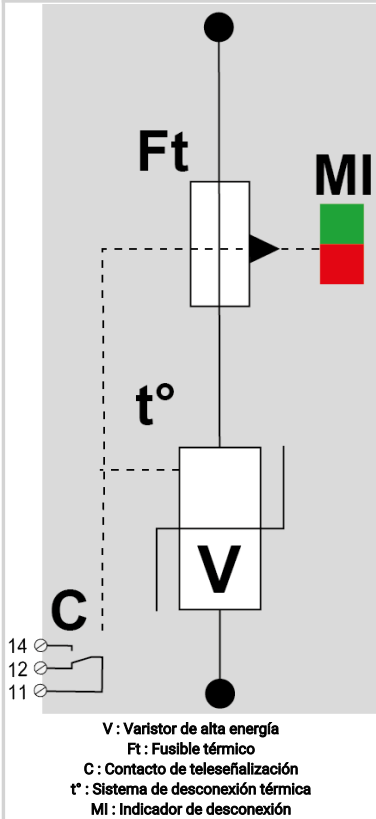 Ft
MI
t°
V
C
14
12
11
V : Varistor de alta energía
Ft : Fusible térmico
C : Contacto de teleseñalización
t° : Sistema de desconexión térmica
MI : Indicador de desconexión